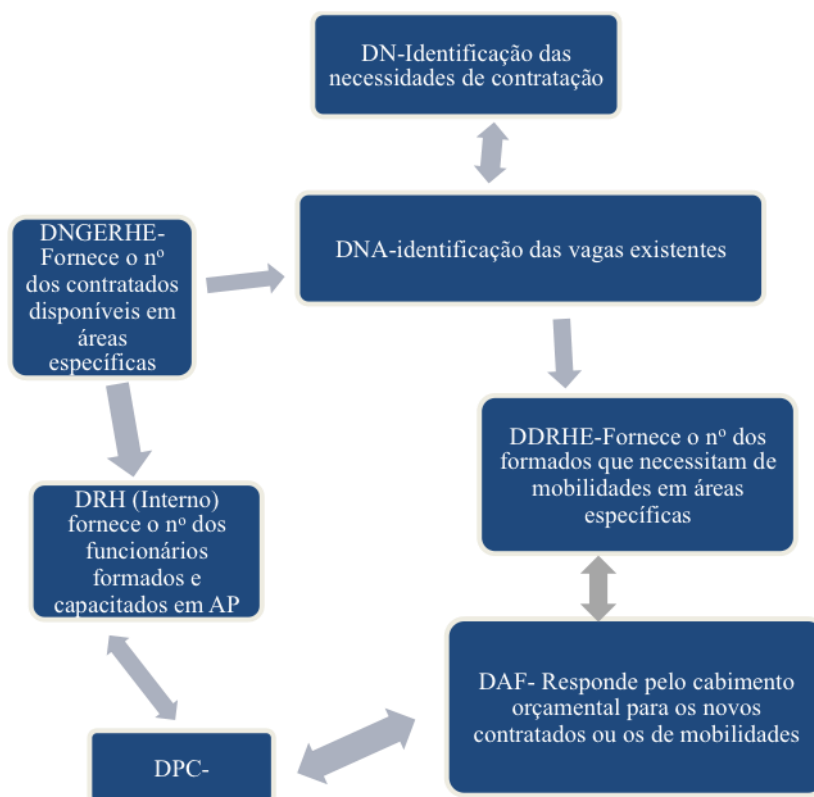 DN-Identificação das
necessidades de contratação
DNA-identificação das vagas existentes
DNGERHE-
Fornece o nº
dos contratados
disponíveis em
áreas
específicas
DDRHE-Fornece o nº dos
formados que necessitam de
mobilidades em áreas
específicas
DRH (Interno)
fornece o nº dos
funcionários
formados e
capacitados em AP
DAF- Responde pelo cabimento
orçamental para os novos
contratados ou os de mobilidades
DPC-